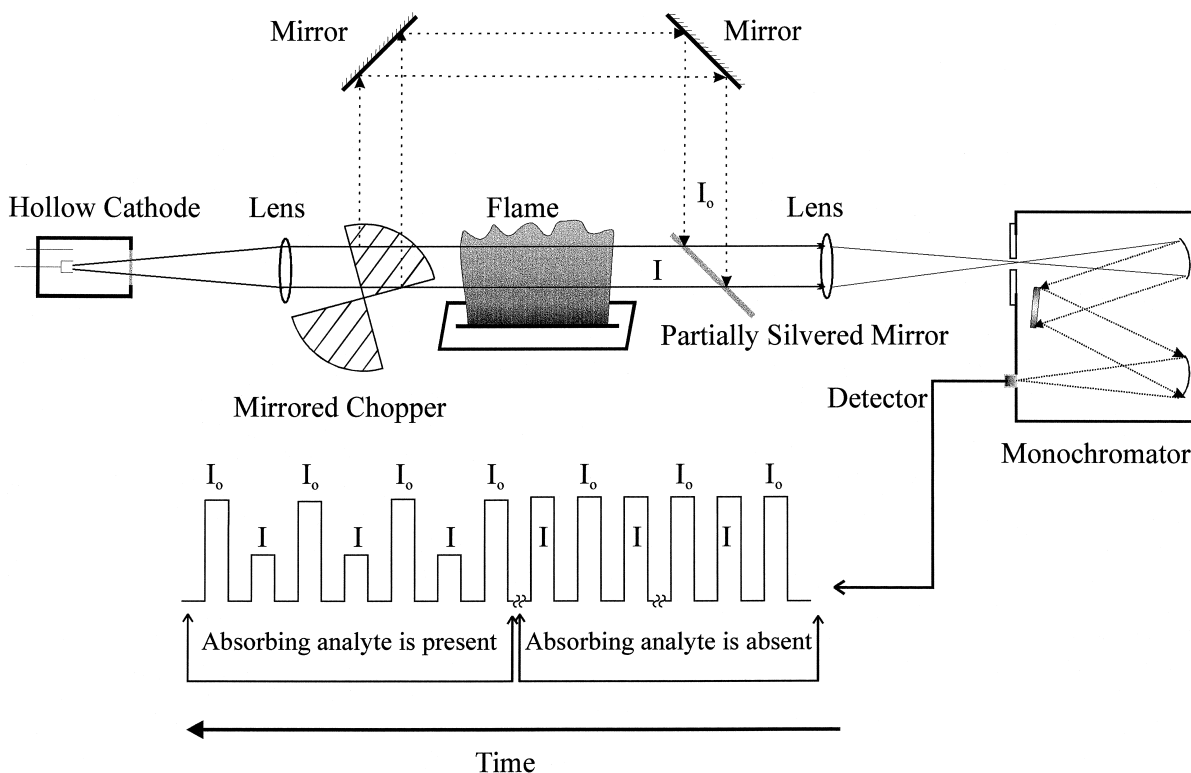 Mirror
Mirror
Iₒ
Hollow Cathode
Lens
Flame
Lens
I
Partially Silvered Mirror
Mirrored Chopper
Detector
Monochromator
Iₒ
Iₒ
Iₒ
Iₒ
Iₒ
Iₒ
Iₒ
I
I
I
I
I
I
Absorbing analyte is present
Absorbing analyte is absent
Time